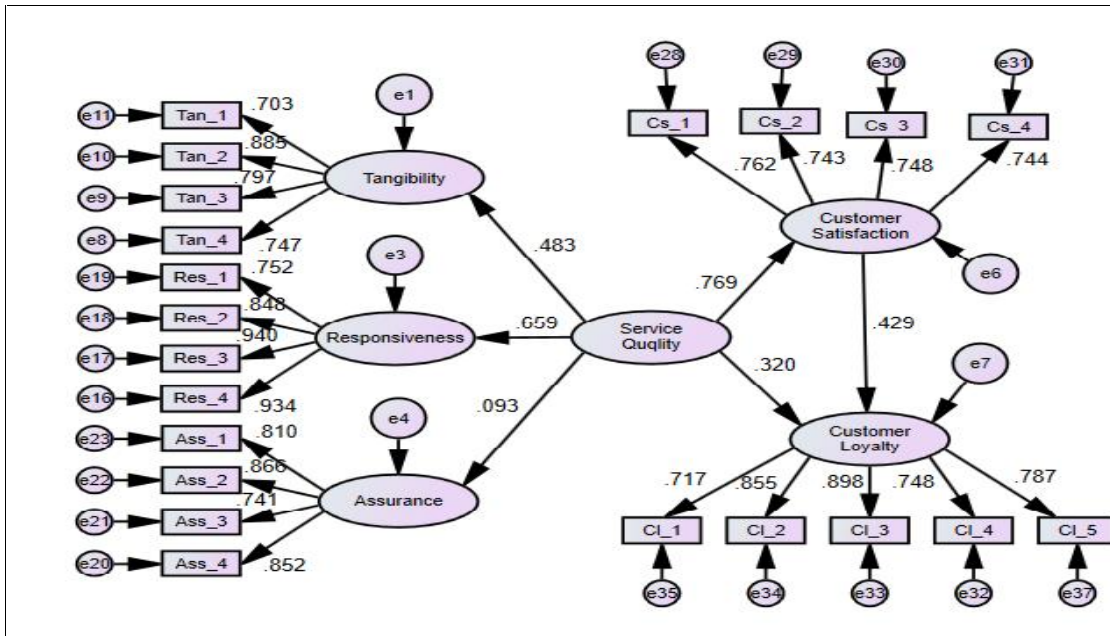 e28
e29
e30
e31
e1
e11
Tan_1
.703
Cs_1
Cs_2
Cs_3
Cs_4
e10
Tan_2
.885
.762
.743
.748
.744
e9
Tan_3
.797
Tangibility
e8
Tan_4
.747
Customer
Satisfaction
e3
.483
e19
Res_1
.752
.769
e6
e18
Res_2
.848
.429
e17
Res_3
.940
Responsiveness
.659
Service
Quqlity
.320
e7
e16
Res_4
.934
.093
e4
e23
Ass_1
.810
Customer
Loyalty
e22
Ass_2
.866
.717
.855
.898
.748
.787
e21
Ass_3
.741
Assurance
Cl_1
Cl_2
Cl_3
Cl_4
Cl_5
e20
Ass_4
.852
e35
e34
e33
e32
e37